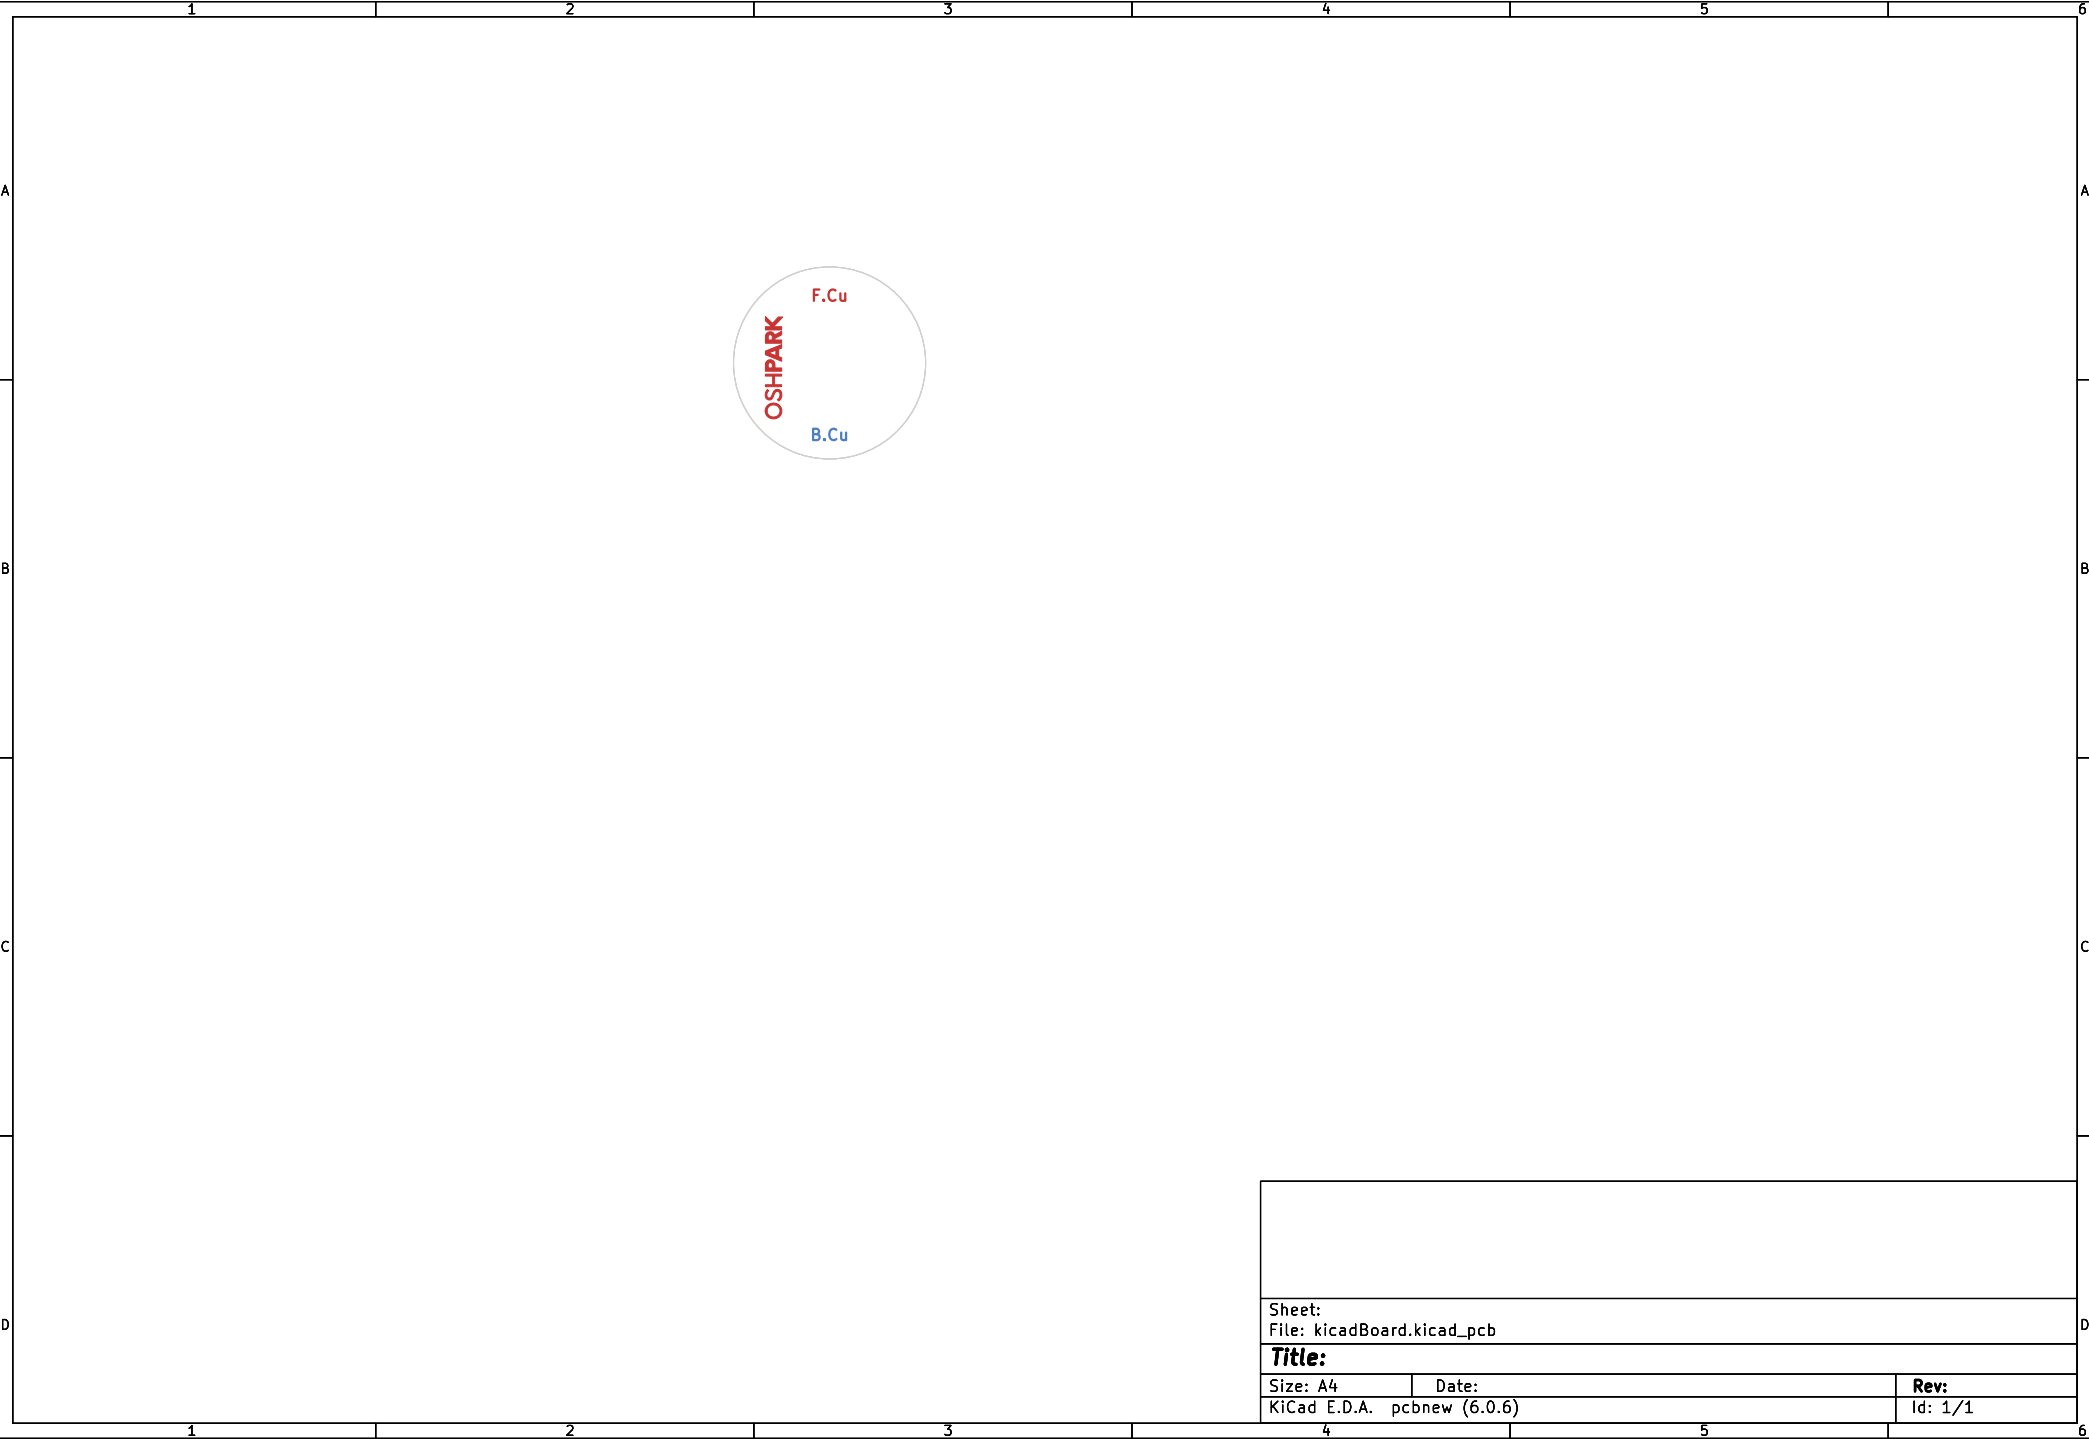 1 2 3 4 5 6
A A
F.Cu
OSHPARK
B.Cu
B B
C C
Sheet:
File: kicadBoard.kicad_pcb
D D
Title:
Size: A4 Date: Rev:
KiCad E.D.A. pcbnew (6.0.6) Id: 1/1
1 2 3 4 5 6